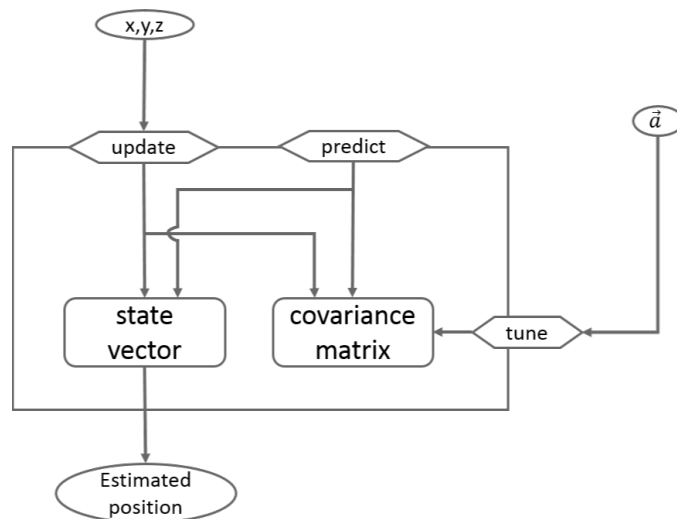 x,y,z
a⃗
update
predict
state
vector
covariance
matrix
tune
Estimated
position